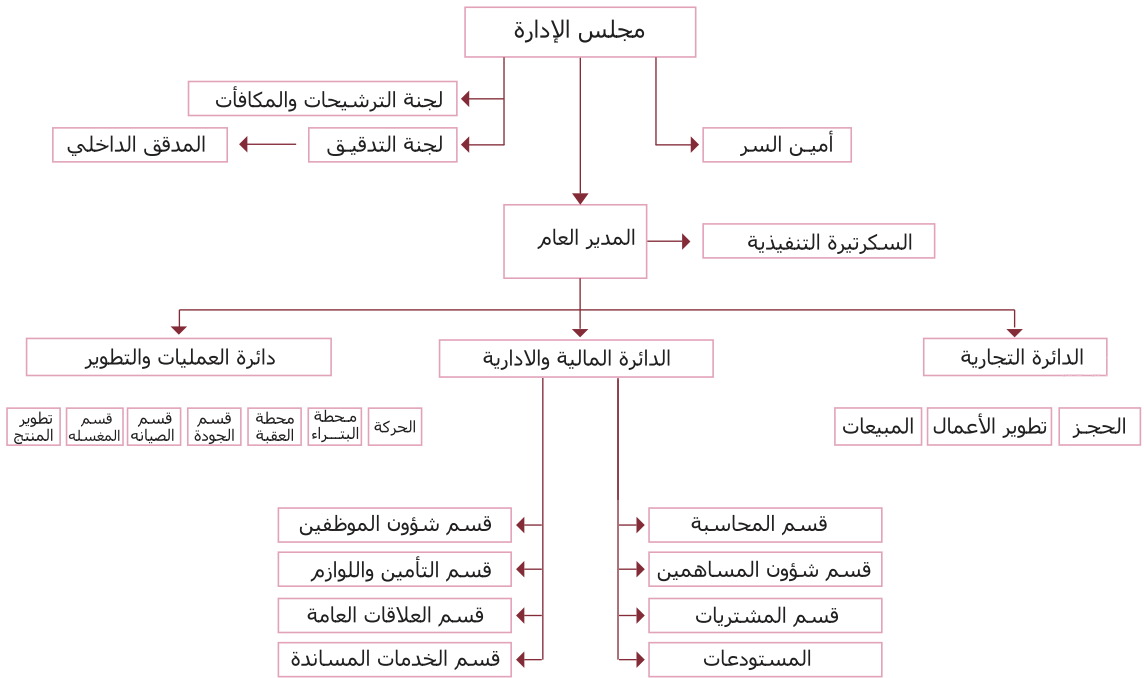 مجلس الإدارة
لجنة الترشيحات والمكافأت
أمين السر
لجنة التدقيق
المدقق الداخلي
المدير العام
السكرتيرة التنفيذية
الدائرة التجارية
الدائرة المالية والادارية
دائرة العمليات والتطوير
الحجز
تطوير الأعمال
المبيعات
الحركة
محطة
البتراء
محطة
العقبة
قسم
الجودة
قسم
الصيانه
قسم
المغسله
تطوير
المنتج
قسم المحاسبة
قسم شؤون الموظفين
قسم شؤون المساهمين
قسم التأمين واللوازم
قسم المشتريات
قسم العلاقات العامة
المستودعات
قسم الخدمات المساندة